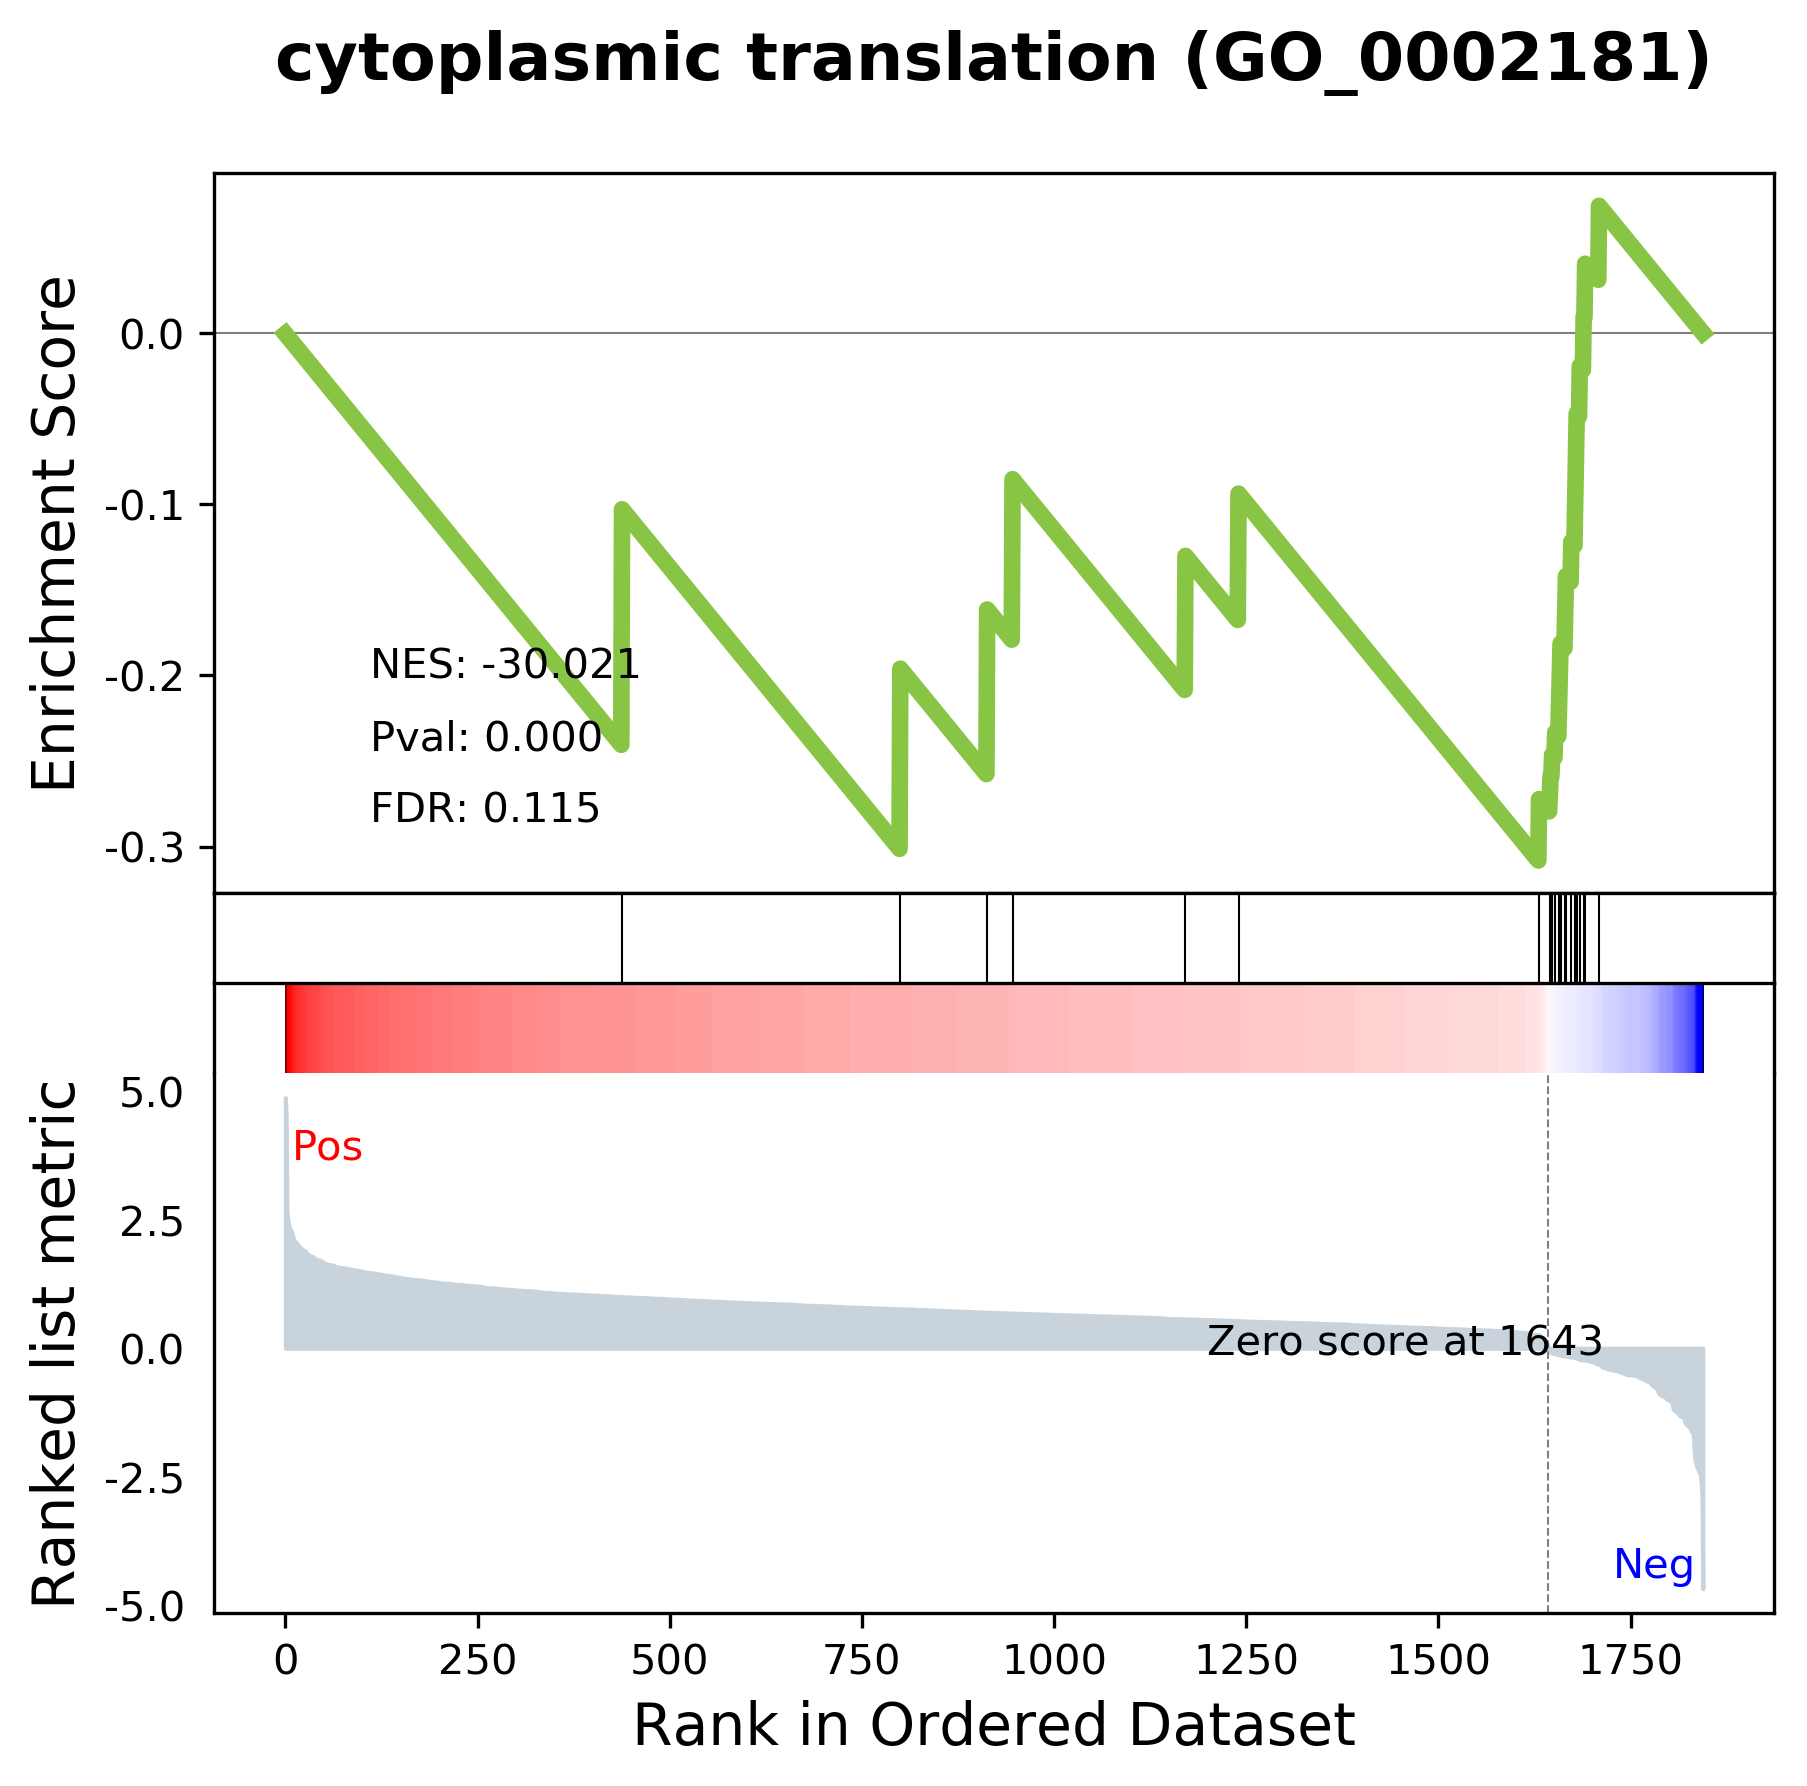 cytoplasmic translation (GO_0002181)
Enrichment Score
0.0
-0.1
-0.2
-0.3
NES: -30.021
Pval: 0.000
FDR: 0.115
Ranked list metric
5.0
2.5
0.0
-2.5
-5.0
Pos
Zero score at 1643
Neg
0 250 500 750 1000 1250 1500 1750
Rank in Ordered Dataset